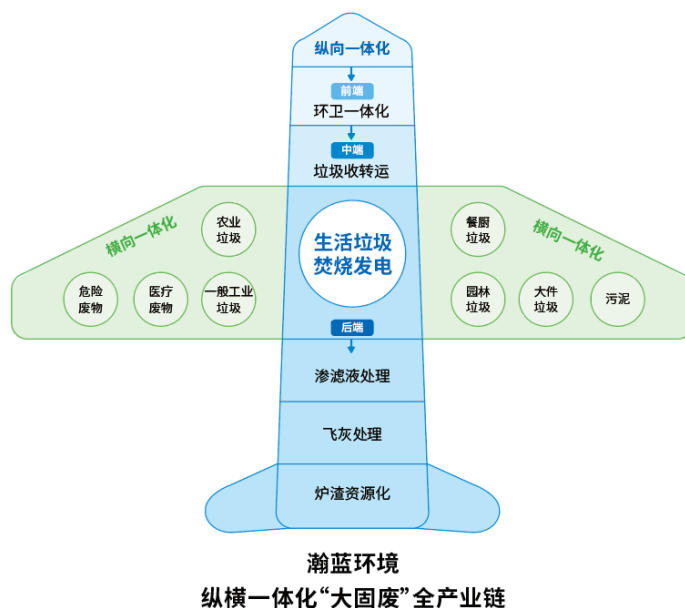 纵向一体化
前端
环卫一体化
中端
垃圾收转运
横向一体化
农业
垃圾
危险
废物
医疗
废物
一般工业
垃圾
生活垃圾
焚烧发电
横向一体化
餐厨
垃圾
园林
垃圾
大件
垃圾
污泥
后端
渗滤液处理
飞灰处理
炉渣资源化
瀚蓝环境
纵横一体化“大固废”全产业链